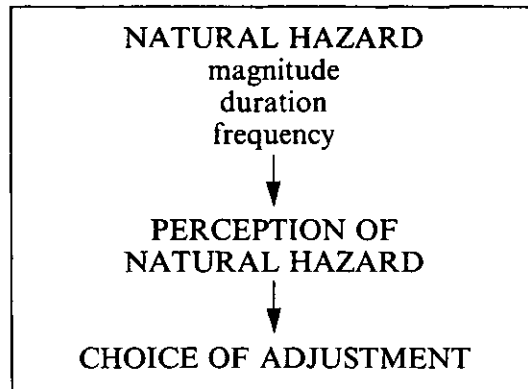 NATURAL HAZARD
magnitude
duration
frequency
PERCEPTION OF
NATURAL HAZARD
CHOICE OF ADJUSTMENT